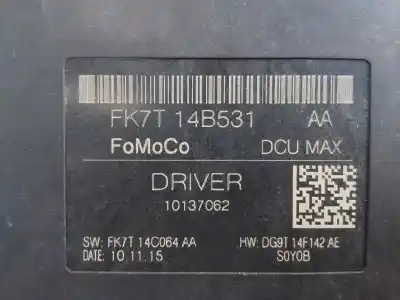 FK7T 14B531 AA
FoMoCo DCU MAX
DRIVER
10137062
SW: FK7T 14C064 AA HW: DG9T 14F142 AE
DATE: 10.11.15 S0Y0B